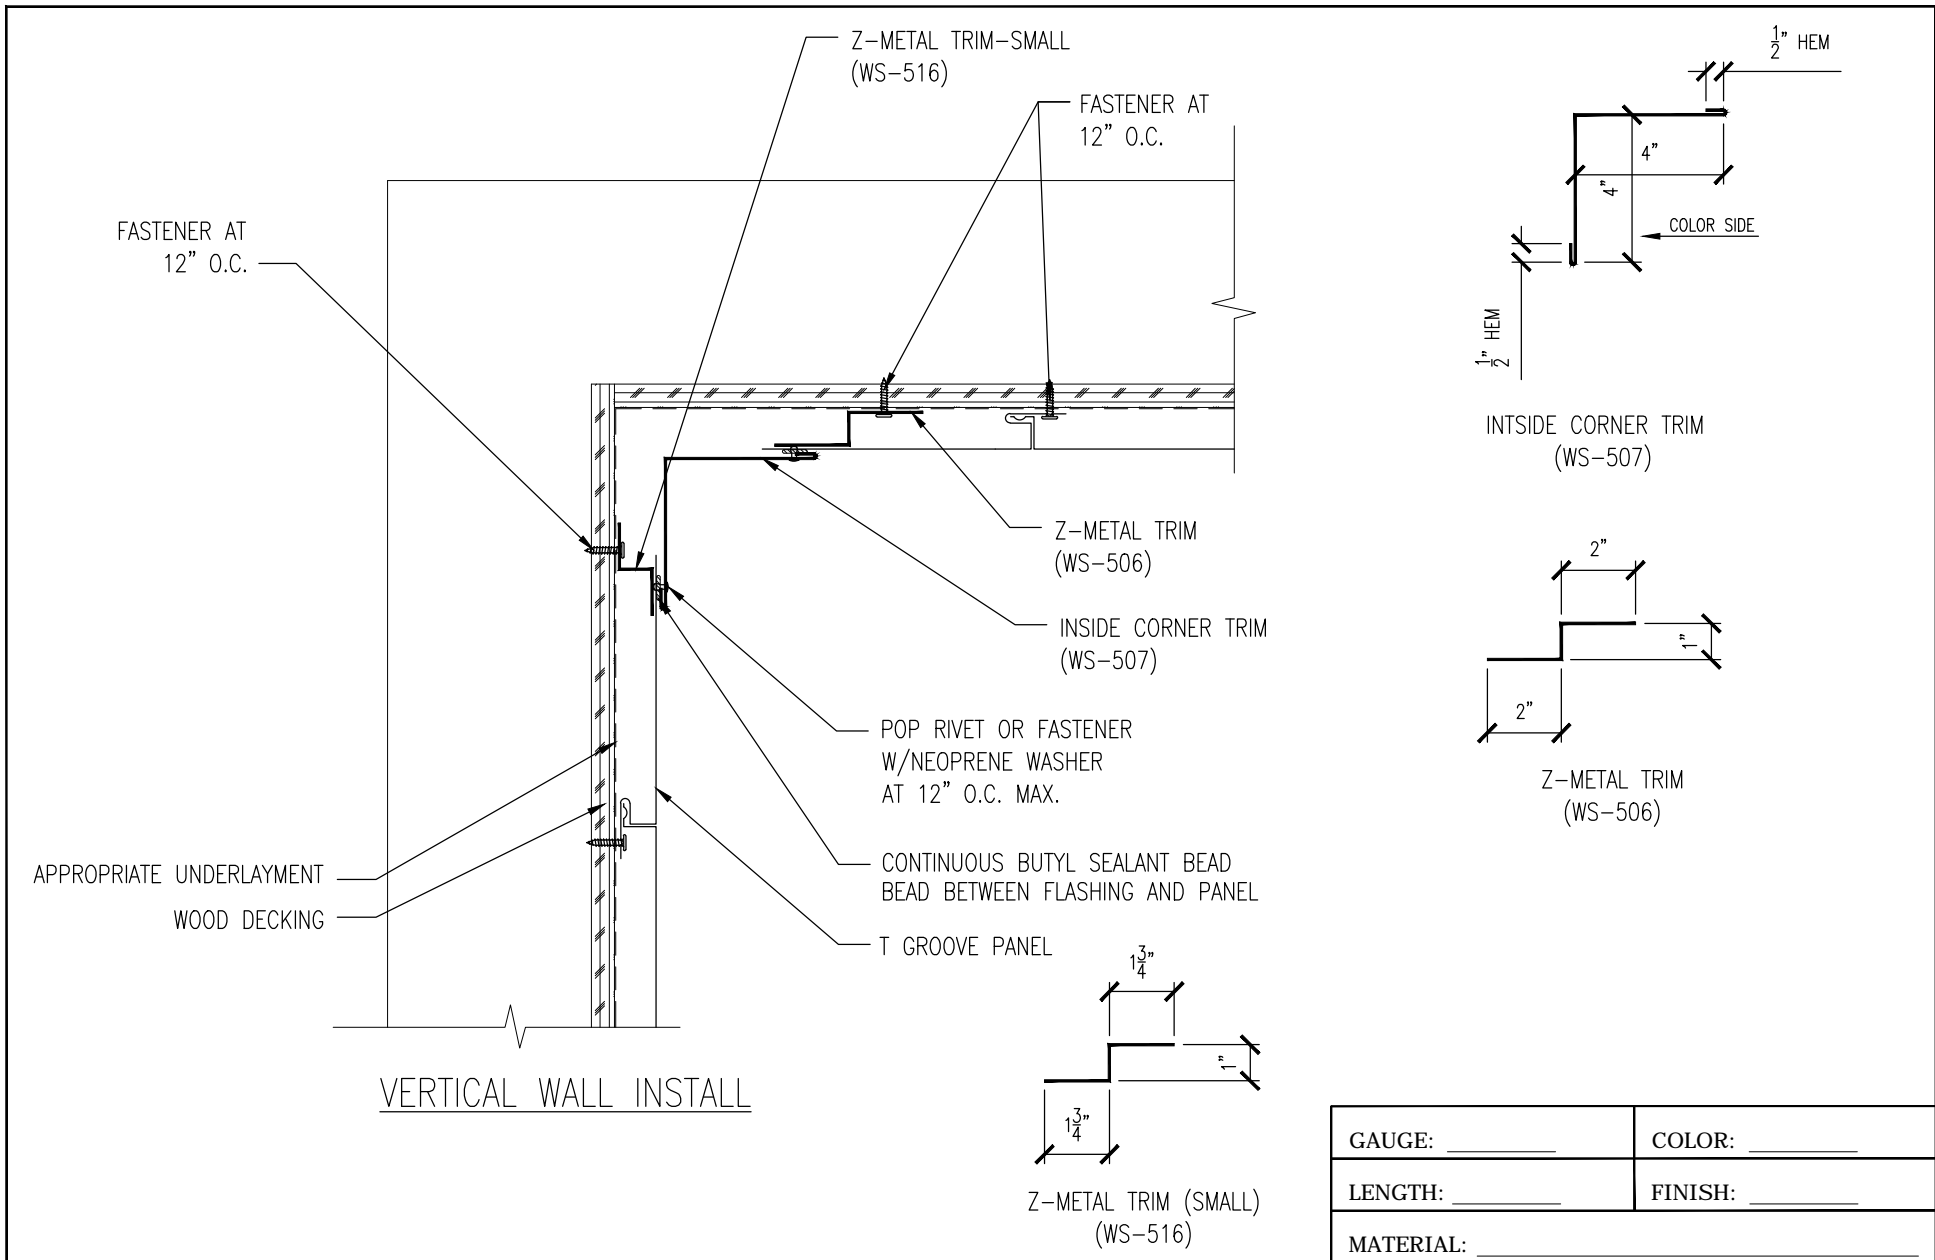 Z-METAL TRIM-SMALL
(WS-516)
FASTENER AT
12" O.C.
FASTENER AT
12" O.C.
Z-METAL TRIM
(WS-506)
INSIDE CORNER TRIM
(WS-507)
POP RIVET OR FASTENER
W/NEOPRENE WASHER
AT 12" O.C. MAX.
CONTINUOUS BUTYL SEALANT BEAD
BEAD BETWEEN FLASHING AND PANEL
T GROOVE PANEL
APPROPRIATE UNDERLAYMENT
WOOD DECKING
VERTICAL WALL INSTALL
1/2" HEM
4"
4"
COLOR SIDE
1/2" HEM
INTSIDE CORNER TRIM
(WS-507)
2"
1"
2"
Z-METAL TRIM
(WS-506)
1 3/4"
1"
1 3/4"
Z-METAL TRIM (SMALL)
(WS-516)
GAUGE: COLOR:
LENGTH: FINISH:
MATERIAL: